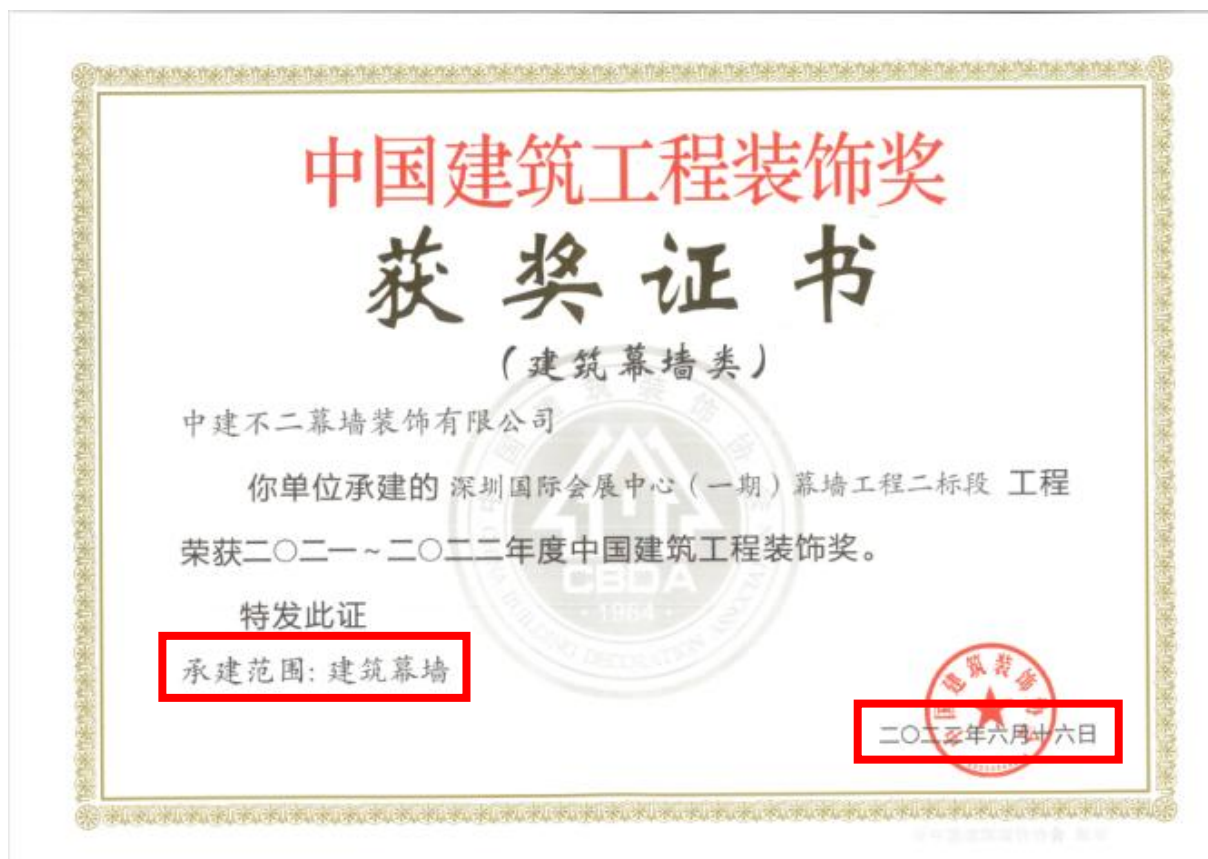 中国建筑工程装饰奖
获奖证书
(建筑幕墙类)
中建不二幕墙装饰有限公司
你单位承建的 深圳国际会展中心(一期)幕墙工程二标段 工程
荣获二〇二一~二〇二二年度中国建筑工程装饰奖。
特发此证
承建范围: 建筑幕墙
年六月十六日
CBDA
1984